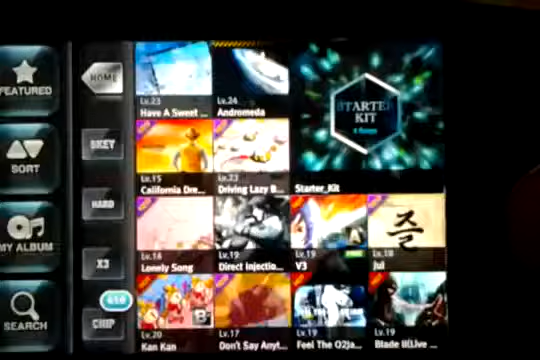 FEATURED
SORT
MY ALBUM
SEARCH
HOME
5KEY
HARD
X3
610
CHIP
Lv.23
Have A Sweet ...
Lv.24
Andromeda
STARTER
KIT
Starter_Kit
Lv.15
California Dre...
Lv.23
Driving Lazy B...
Lv.14
Lonely Song
Lv.19
Direct Injectio...
Lv.19
V3
Lv.18
즐
Jul
Lv.20
Kan Kan
Lv.17
Don't Say Anyt...
Lv.19
Feel The O2Ja...
Lv.19
Blade II(Live ...